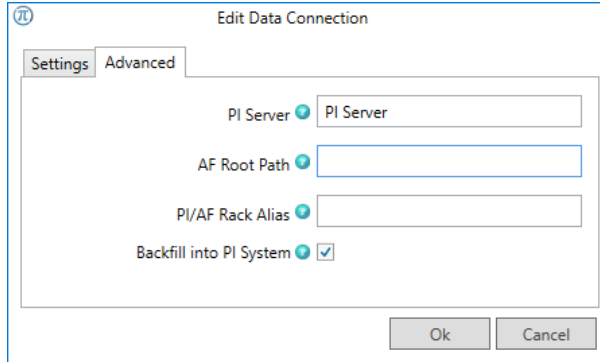 Edit Data Connection
Settings Advanced
PI Server ? PI Server
AF Root Path ?
PI/AF Rack Alias ?
Backfill into PI System ?
Ok Cancel